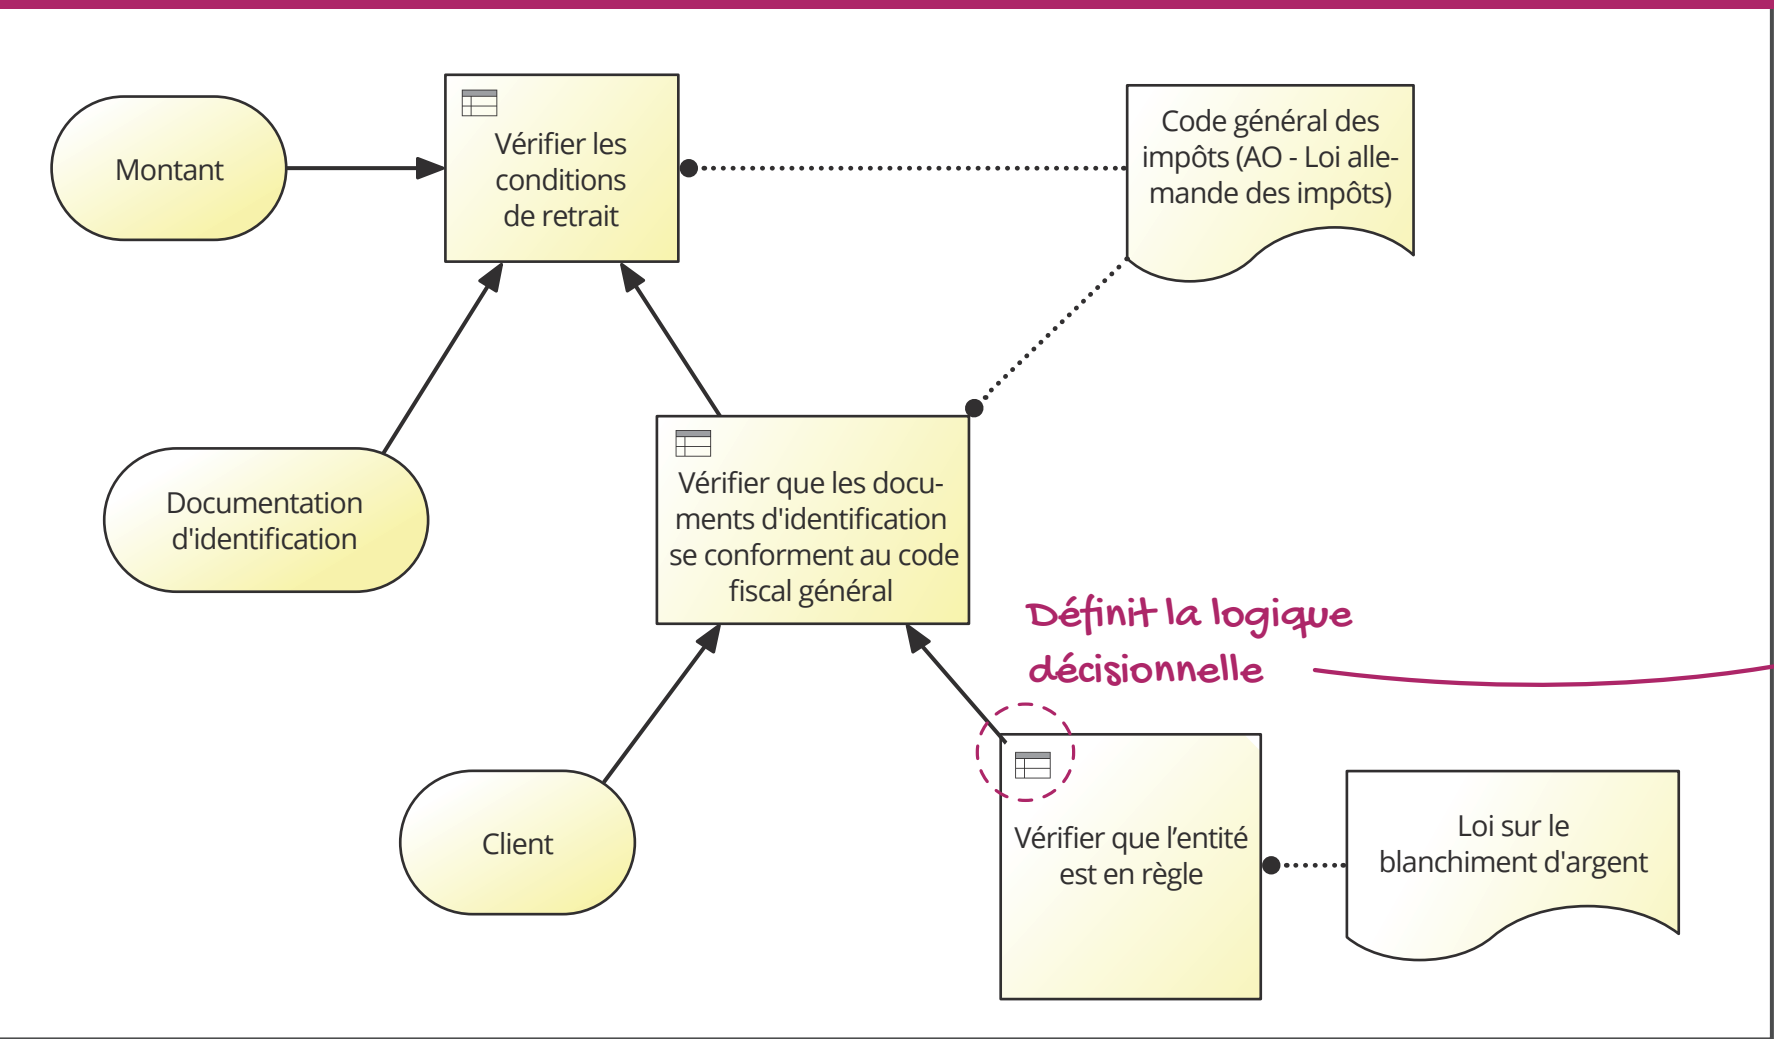 Montant
Vérifier les
conditions
de retrait
Code général des
impôts (AO - Loi alle-
mande des impôts)
Documentation
d'identification
Vérifier que les docu-
ments d'identification
se conforment au code
fiscal général
Définit la logique
décisionnelle
Client
Vérifier que l’entité
est en règle
Loi sur le
blanchiment d'argent